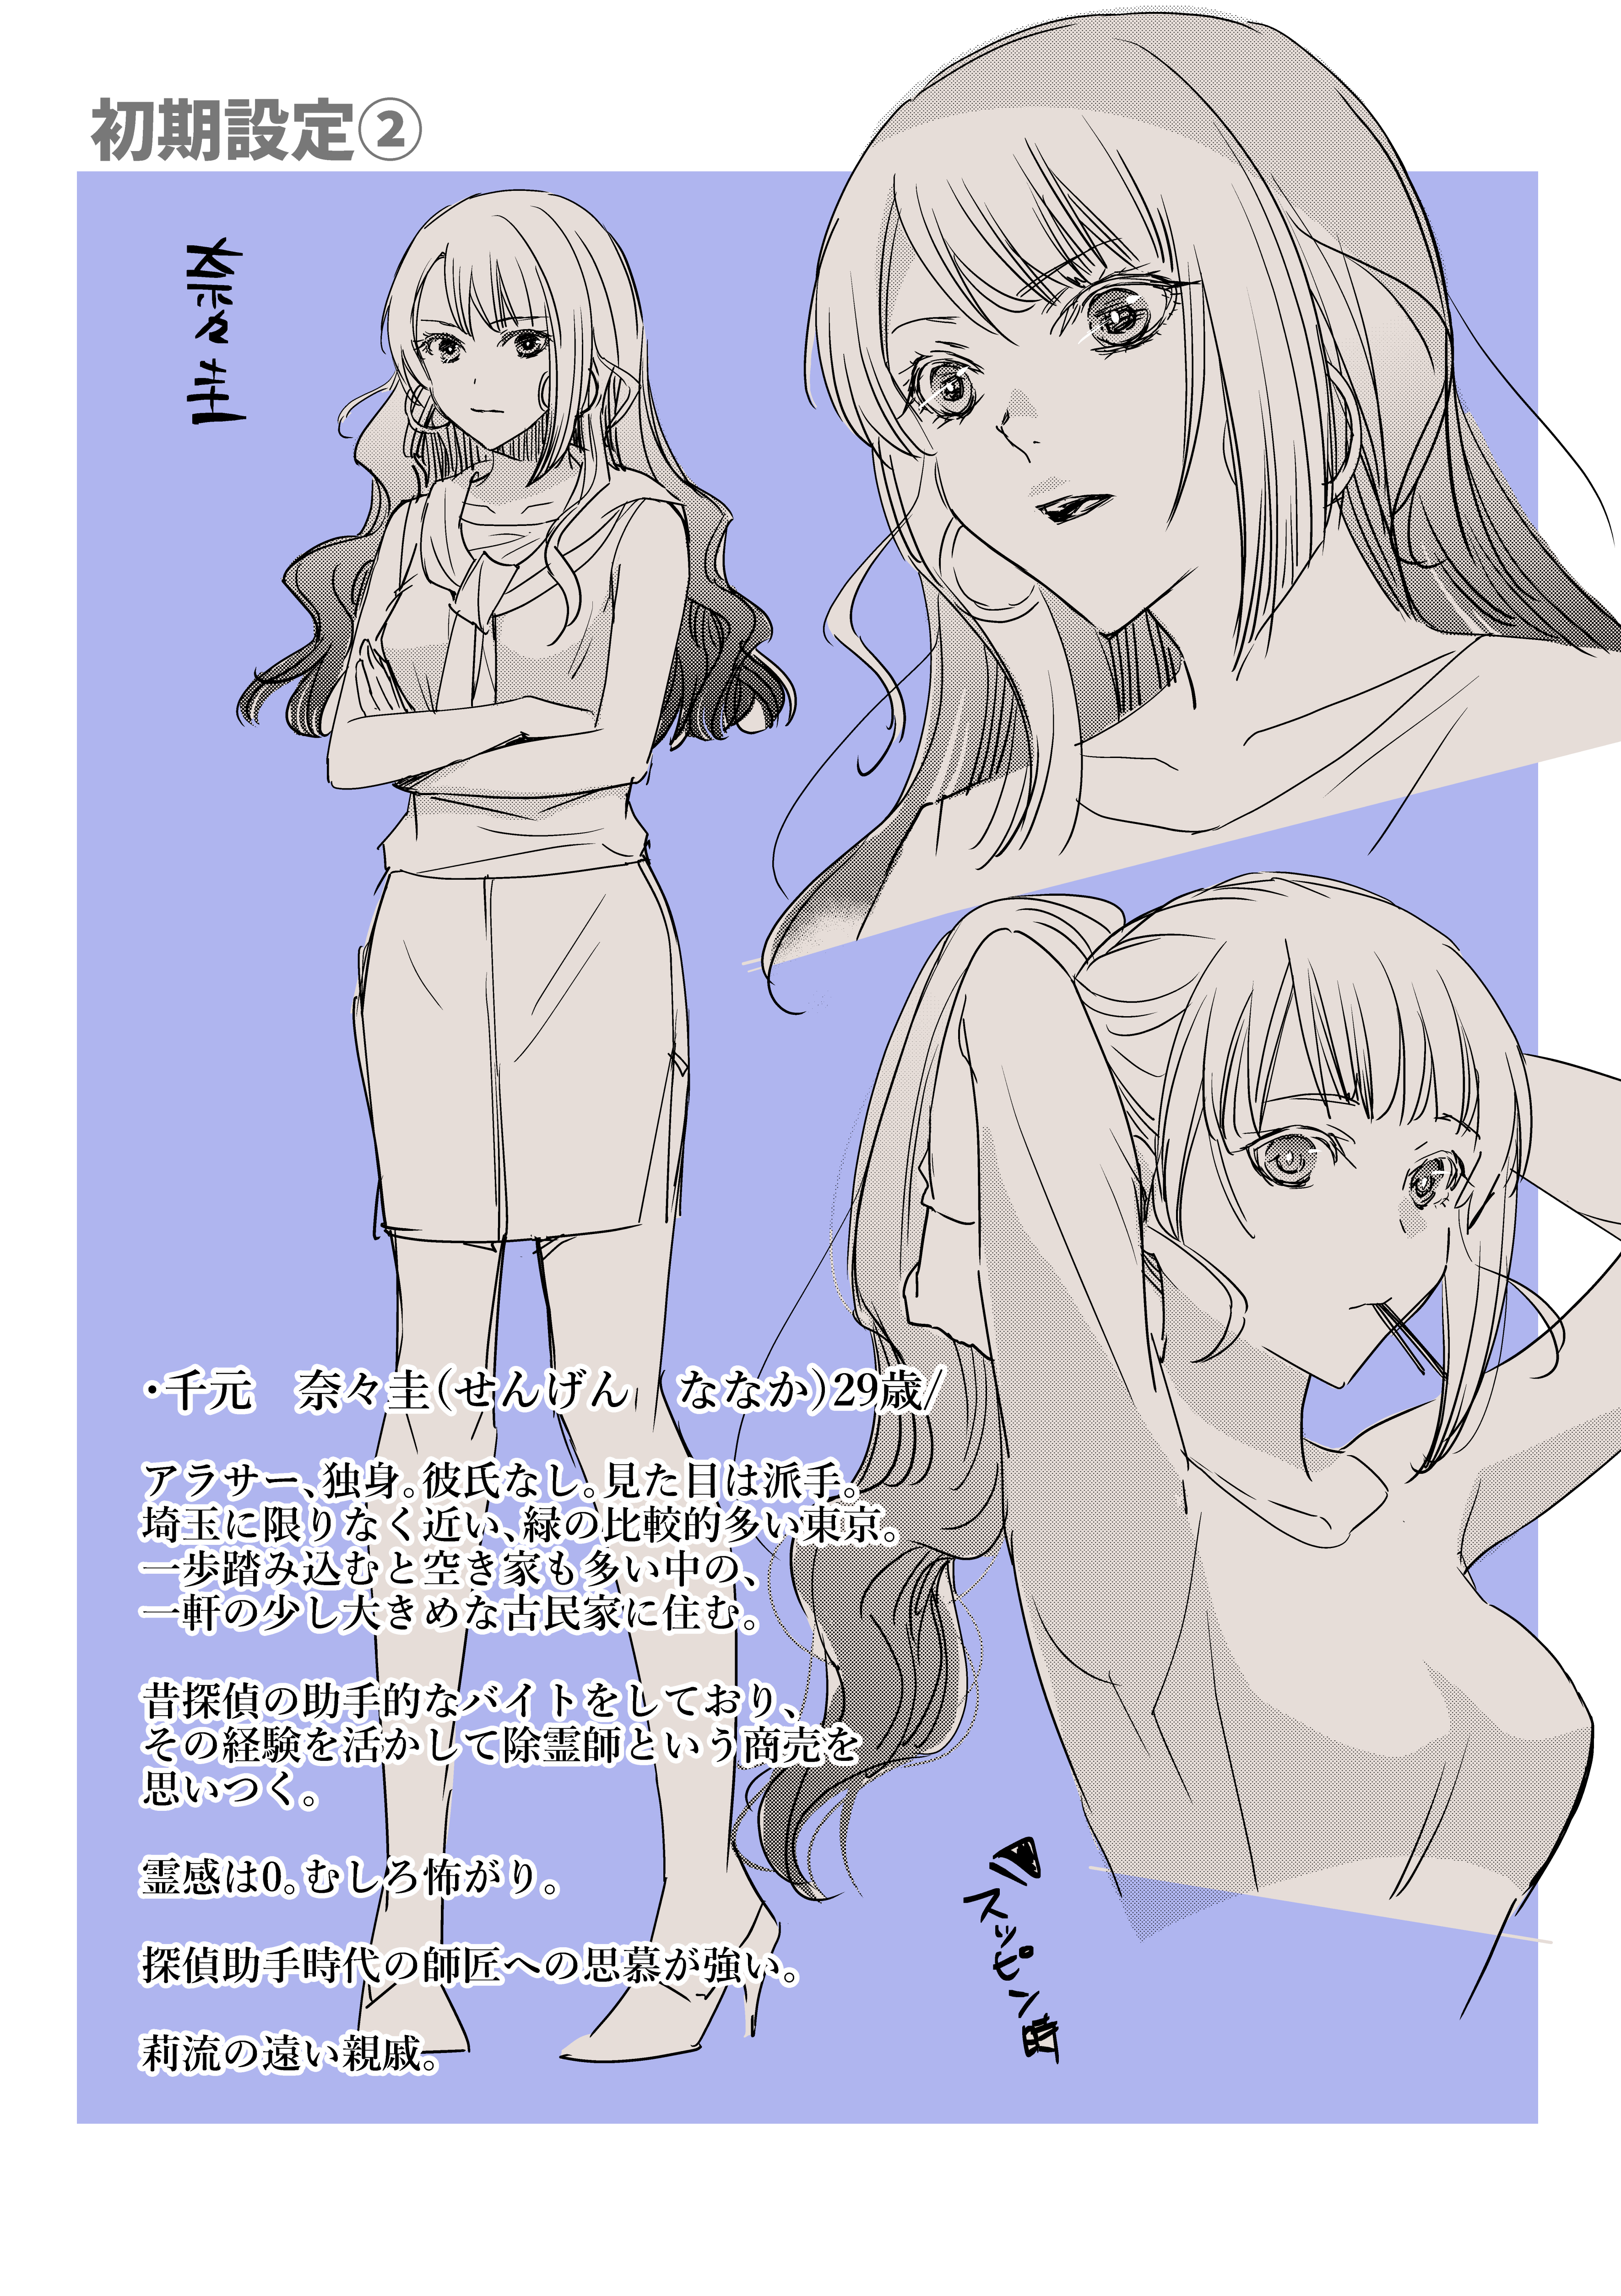 初期設定②
奈々圭
・千元　奈々圭（せんげん　ななか）29歳/
アラサー、独身。彼氏なし。見た目は派手。
埼玉に限りなく近い、緑の比較的多い東京。
一歩踏み込むと空き家も多い中の、
一軒の少し大きめな古民家に住む。
昔探偵の助手的なバイトをしており、
その経験を活かして除霊師という商売を
思いつく。
霊感は0。むしろ怖がり。
探偵助手時代の師匠への思慕が強い。
莉流の遠い親戚。
スッピン時